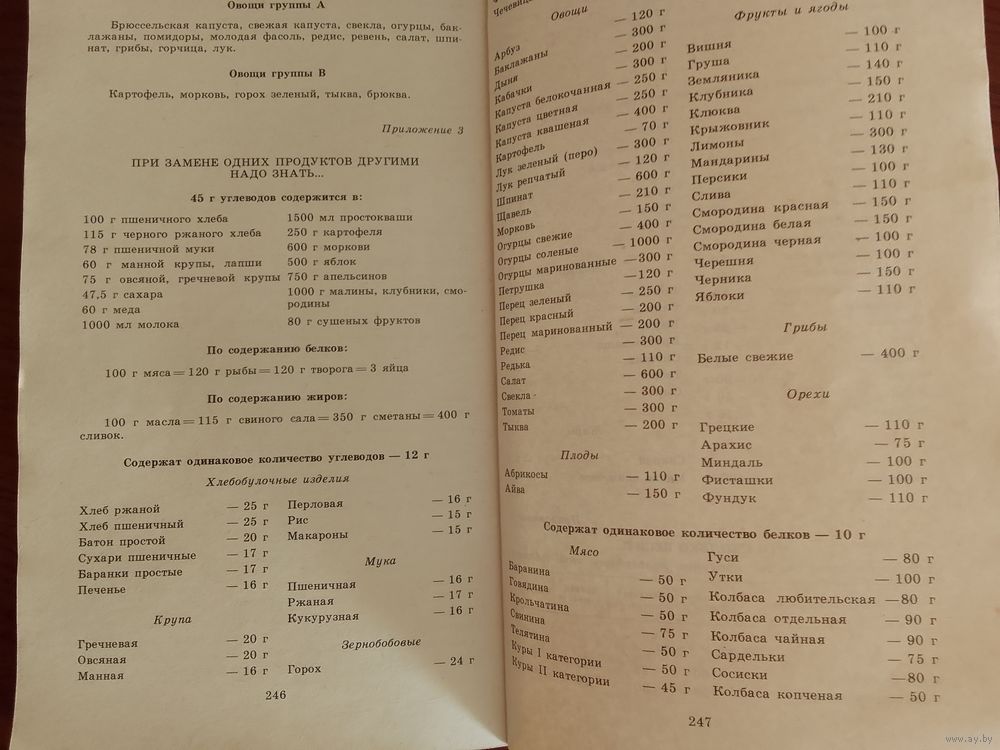 Овощи группы А
Брюссельская капуста, свежая капуста, свекла, огурцы, бак-
лажаны, помидоры, молодая фасоль, редис, ревень, салат, шпи-
нат, грибы, горчица, лук.
Овощи группы В
Картофель, морковь, горох зеленый, тыква, брюква.
Приложение 3
ПРИ ЗАМЕНЕ ОДНИХ ПРОДУКТОВ ДРУГИМИ
НАДО ЗНАТЬ...
45 г углеводов содержится в:
100 г пшеничного хлеба
115 г черного ржаного хлеба
78 г пшеничной муки
60 г манной крупы, лапши
75 г овсяной, гречневой крупы
47,5 г сахара
60 г меда
1000 мл молока
1500 мл простокваши
250 г картофеля
600 г моркови
500 г яблок
750 г апельсинов
1000 г малины, клубники, смо-
родины
80 г сушеных фруктов
По содержанию белков:
100 г мяса = 120 г рыбы = 120 г творога = 3 яйца
По содержанию жиров:
100 г масла = 115 г свиного сала = 350 г сметаны = 400 г
сливок.
Содержат одинаковое количество углеводов — 12 г
Хлебобулочные изделия
Хлеб ржаной — 25 г
Хлеб пшеничный — 25 г
Батон простой — 20 г
Сухари пшеничные — 17 г
Баранки простые — 17 г
Печенье — 16 г
Крупа
Гречневая — 20 г
Овсяная — 20 г
Манная — 16 г
Перловая — 16 г
Рис — 15 г
Макароны — 15 г
Мука
Пшеничная — 16 г
Ржаная — 17 г
Кукурузная — 16 г
Зернобобовые
Горох — 24 г
246
Чечевица
Овощи
Арбуз — 120 г
Баклажаны — 300 г
Дыня — 200 г
Кабачки — 300 г
Капуста белокочанная — 250 г
Капуста цветная — 250 г
Капуста квашеная — 400 г
Картофель — 70 г
Лук зеленый (перо) — 300 г
Лук репчатый — 120 г
Шпинат — 600 г
Щавель — 210 г
Морковь — 150 г
Огурцы свежие — 400 г
Огурцы соленые — 1000 г
Огурцы маринованные — 300 г
Петрушка — 120 г
Перец зеленый — 250 г
Перец красный — 200 г
Перец маринованный — 200 г
Редис — 300 г
Редька — 110 г
Салат — 600 г
Свекла — 300 г
Томаты — 300 г
Тыква — 200 г
Плоды
Абрикосы — 110 г
Айва — 150 г
Фрукты и ягоды
Вишня — 100 г
Груша — 110 г
Земляника — 140 г
Клубника — 150 г
Клюква — 210 г
Крыжовник — 110 г
Лимоны — 300 г
Мандарины — 130 г
Персики — 100 г
Слива — 110 г
Смородина красная — 150 г
Смородина белая — 150 г
Смородина черная — 100 г
Черешня — 100 г
Черника — 150 г
Яблоки — 110 г
Грибы
Белые свежие — 400 г
Орехи
Грецкие — 110 г
Арахис — 75 г
Миндаль — 100 г
Фисташки — 100 г
Фундук — 110 г
Содержат одинаковое количество белков — 10 г
Мясо
Баранина — 50 г
Говядина — 50 г
Крольчатина — 50 г
Свинина — 75 г
Телятина — 50 г
Куры I категории — 50 г
Куры II категории — 45 г
Гуси — 80 г
Утки — 100 г
Колбаса любительская — 80 г
Колбаса отдельная — 90 г
Колбаса чайная — 90 г
Сардельки — 75 г
Сосиски — 80 г
Колбаса копченая — 50 г
247
www.ay.by